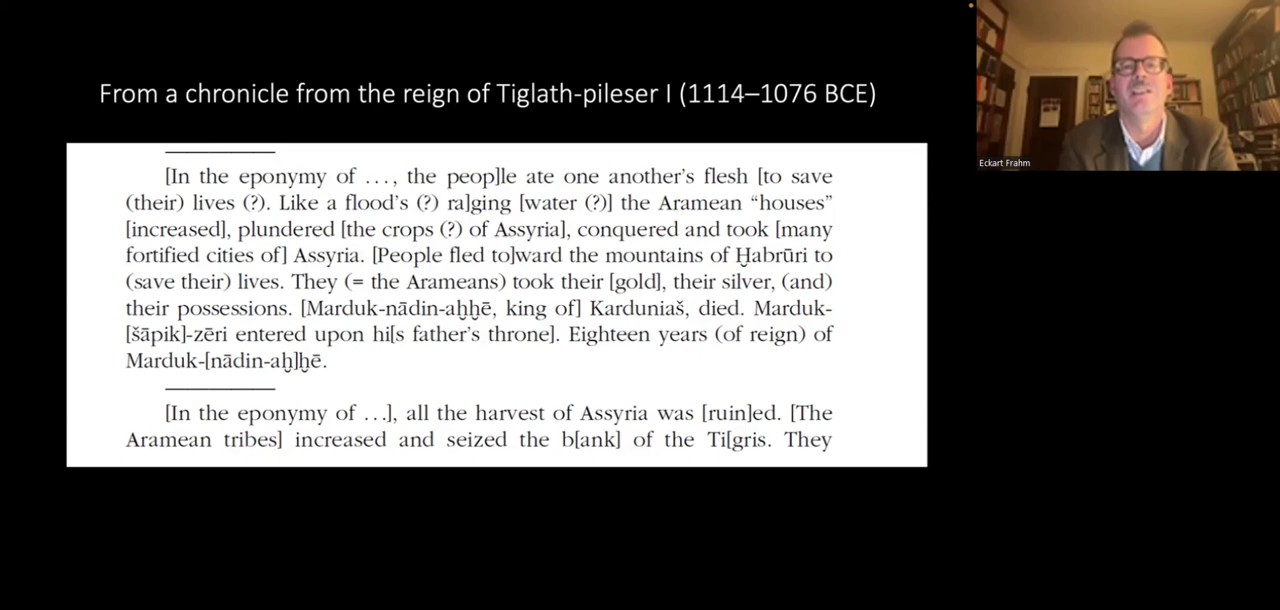 From a chronicle from the reign of Tiglath-pileser I (1114–1076 BCE)
[In the eponymy of …, the peop]le ate one another’s flesh [to save
(their) lives (?). Like a flood’s (?) ra]ging [water (?)] the Aramean “houses”
[increased], plundered [the crops (?) of Assyria], conquered and took [many
fortified cities of] Assyria. [People fled to]ward the mountains of Ḫabrūri to
(save their) lives. They (= the Arameans) took their [gold], their silver, (and)
their possessions. [Marduk-nādin-aḫḫē, king of] Karduniaš, died. Marduk-
[šāpik]-zēri entered upon hi[s father’s throne]. Eighteen years (of reign) of
Marduk-[nādin-aḫ]ḫē.
[In the eponymy of …], all the harvest of Assyria was [ruin]ed. [The
Aramean tribes] increased and seized the b[ank] of the Ti[gris. They
Eckart Frahm